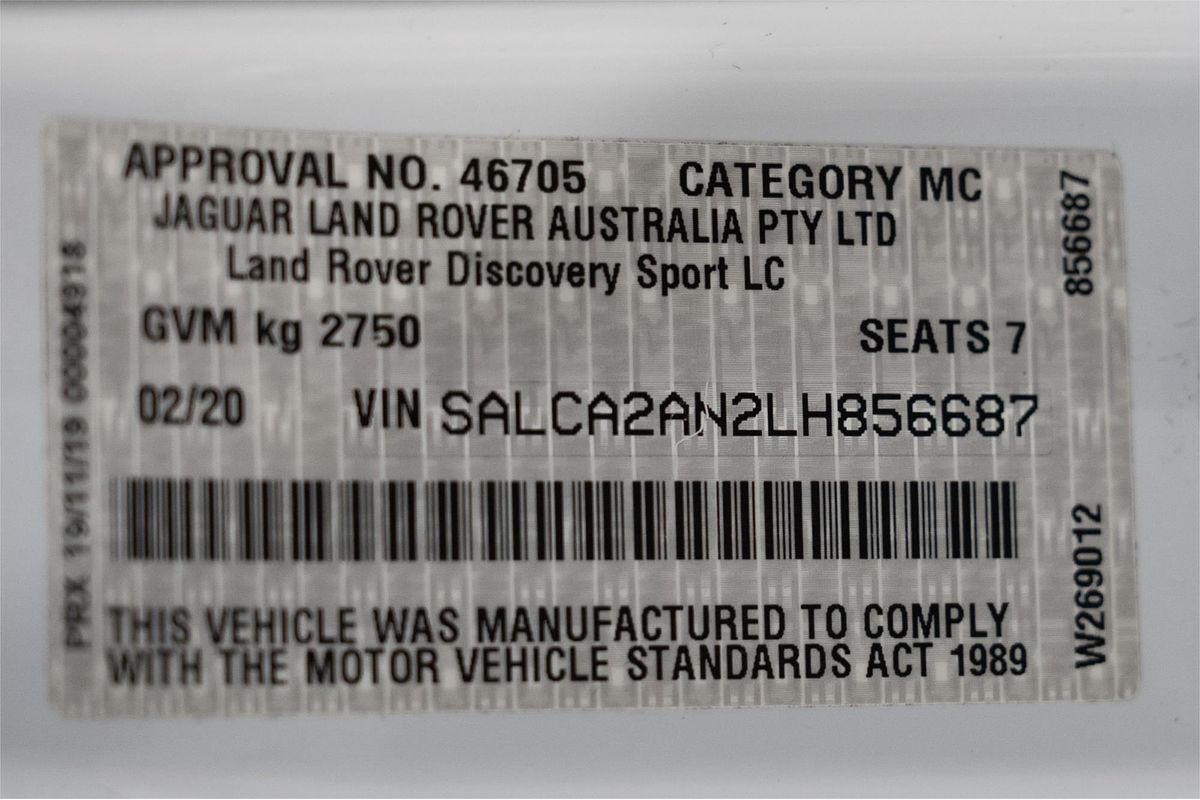 APPROVAL NO. 46705 CATEGORY MC
JAGUAR LAND ROVER AUSTRALIA PTY LTD
Land Rover Discovery Sport LC
GVM kg 2750 SEATS 7
02/20 VIN SALCA2AN2LH856687
THIS VEHICLE WAS MANUFACTURED TO COMPLY
WITH THE MOTOR VEHICLE STANDARDS ACT 1989
PRX 19/11/19 000004918
856687
W269012